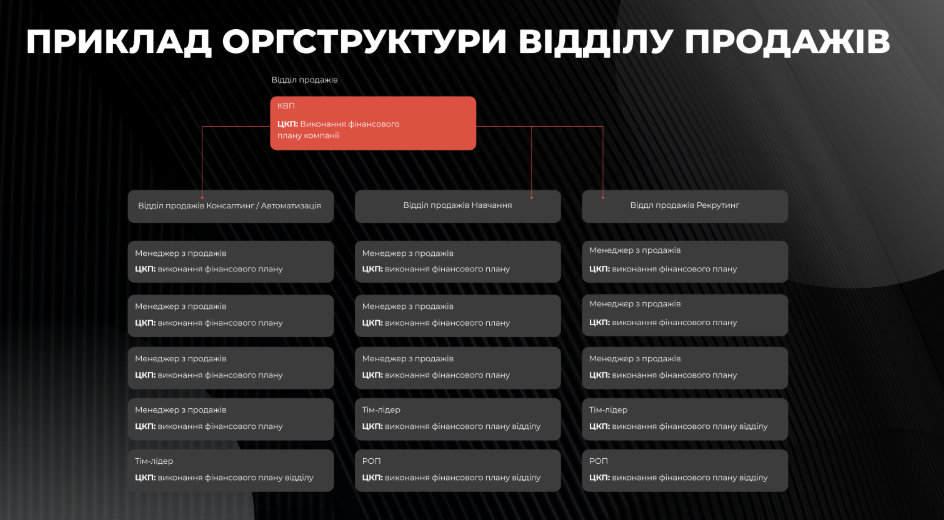 ПРИКЛАД ОРГСТРУКТУРИ ВІДДІЛУ ПРОДАЖІВ
Відділ продажів
КВП
ЦКП: Виконання фінансового
плану компанії
Відділ продажів Консалтинг / Автоматизація
Менеджер з продажів
ЦКП: виконання фінансового плану
Менеджер з продажів
ЦКП: виконання фінансового плану
Менеджер з продажів
ЦКП: виконання фінансового плану
Менеджер з продажів
ЦКП: виконання фінансового плану
Тім-лідер
ЦКП: виконання фінансового плану відділу
Відділ продажів Навчання
Менеджер з продажів
ЦКП: виконання фінансового плану
Менеджер з продажів
ЦКП: виконання фінансового плану
Менеджер з продажів
ЦКП: виконання фінансового плану
Тім-лідер
ЦКП: виконання фінансового плану відділу
РОП
ЦКП: виконання фінансового плану відділу
Віддл продажів Рекрутинг
Менеджер з продажів
ЦКП: виконання фінансового плану
Менеджер з продажів
ЦКП: виконання фінансового плану
Менеджер з продажів
ЦКП: виконання фінансового плану
Тім-лідер
ЦКП: виконання фінансового плану відділу
РОП
ЦКП: виконання фінансового плану відділу